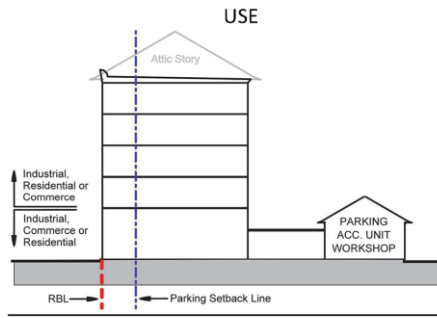 USE
Attic Story
Industrial,
Residential or
Commerce
Industrial,
Commerce or
Residential
PARKING
ACC. UNIT
WORKSHOP
RBL
Parking Setback Line